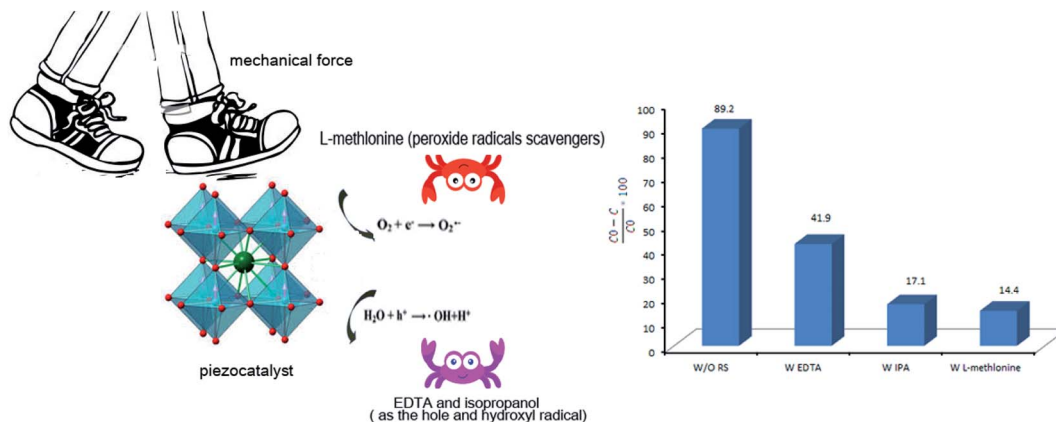 mechanical force
L-methlonine (peroxide radicals scavengers)
O₂ + e⁻ → O₂•⁻
H₂O + h⁺ → · OH+H⁺
piezocatalyst
EDTA and isopropanol
( as the hole and hydroxyl radical)
C0 − C
C0
* 100
100
90
80
70
60
50
40
30
20
10
0
89.2
41.9
17.1
14.4
W/O RS
W EDTA
W IPA
W L-methlonine